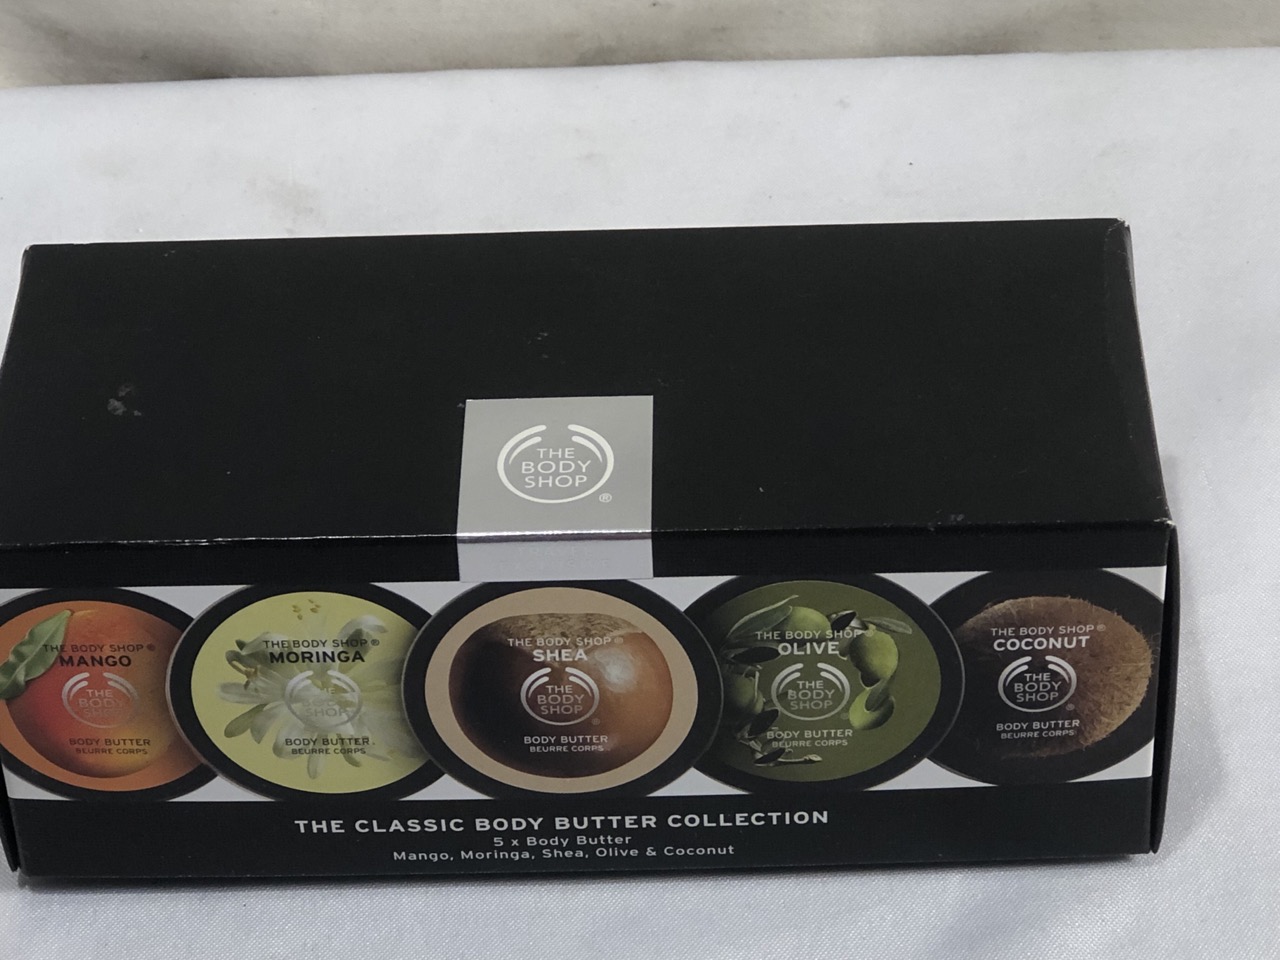 THE
BODY
SHOP
®
THE BODY SHOP®
MANGO
THE
BODY
SHOP
BODY BUTTER
BEURRE CORPS
THE BODY SHOP®
MORINGA
THE
BODY
SHOP
BODY BUTTER
BEURRE CORPS
THE BODY SHOP®
SHEA
THE
BODY
SHOP
®
BODY BUTTER
BEURRE CORPS
THE BODY SHOP®
OLIVE
THE
BODY
SHOP
®
BODY BUTTER
BEURRE CORPS
THE BODY SHOP®
COCONUT
THE
BODY
SHOP
®
BODY BUTTER
BEURRE CORPS
THE CLASSIC BODY BUTTER COLLECTION
5 x Body Butter
Mango, Moringa, Shea, Olive & Coconut